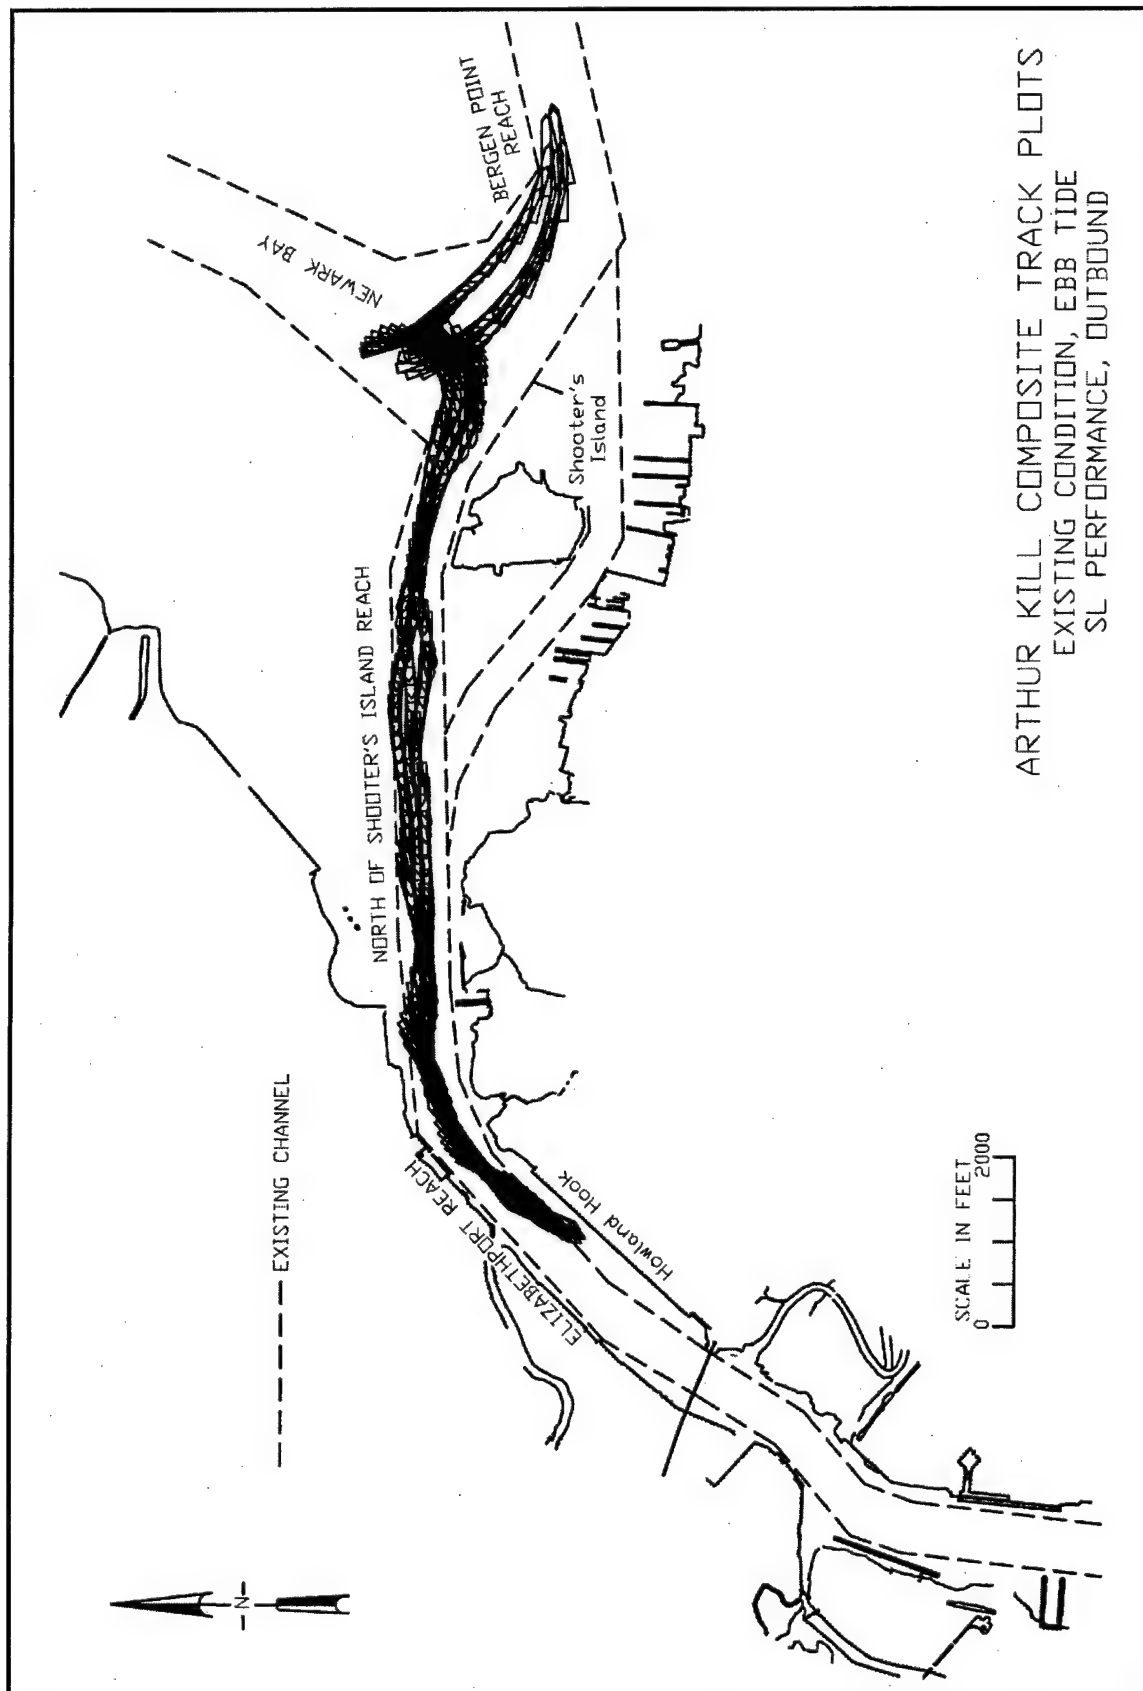 BERGEN POINT
REACH
NEWARK BAY
Shooter's
Island
NORTH OF SHOOTER'S ISLAND REACH
ELIZABETHPORT REACH
Howland Hook
EXISTING CHANNEL
N
SCALE IN FEET
0 2000
ARTHUR KILL COMPOSITE TRACK PLOTS
EXISTING CONDITION, EBB TIDE
SL PERFORMANCE, OUTBOUND